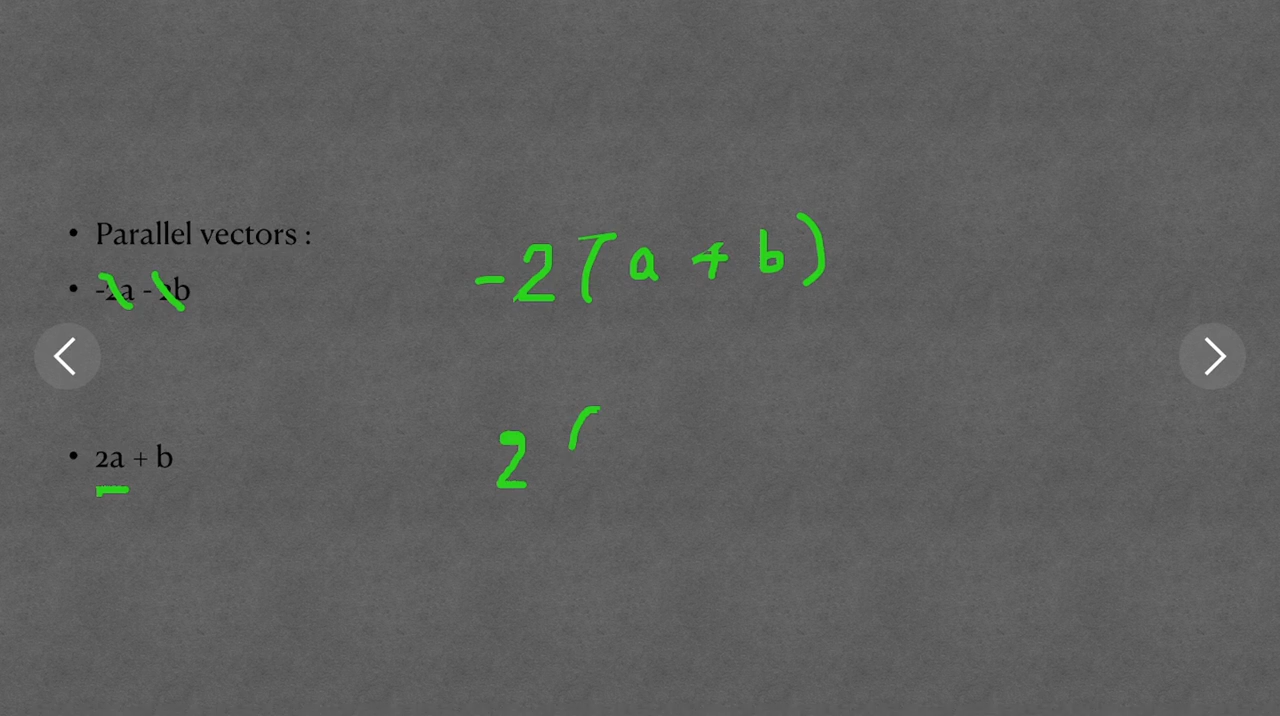 • Parallel vectors :
• -2a - 2b
-2(a + b)
• 2a + b
2 (